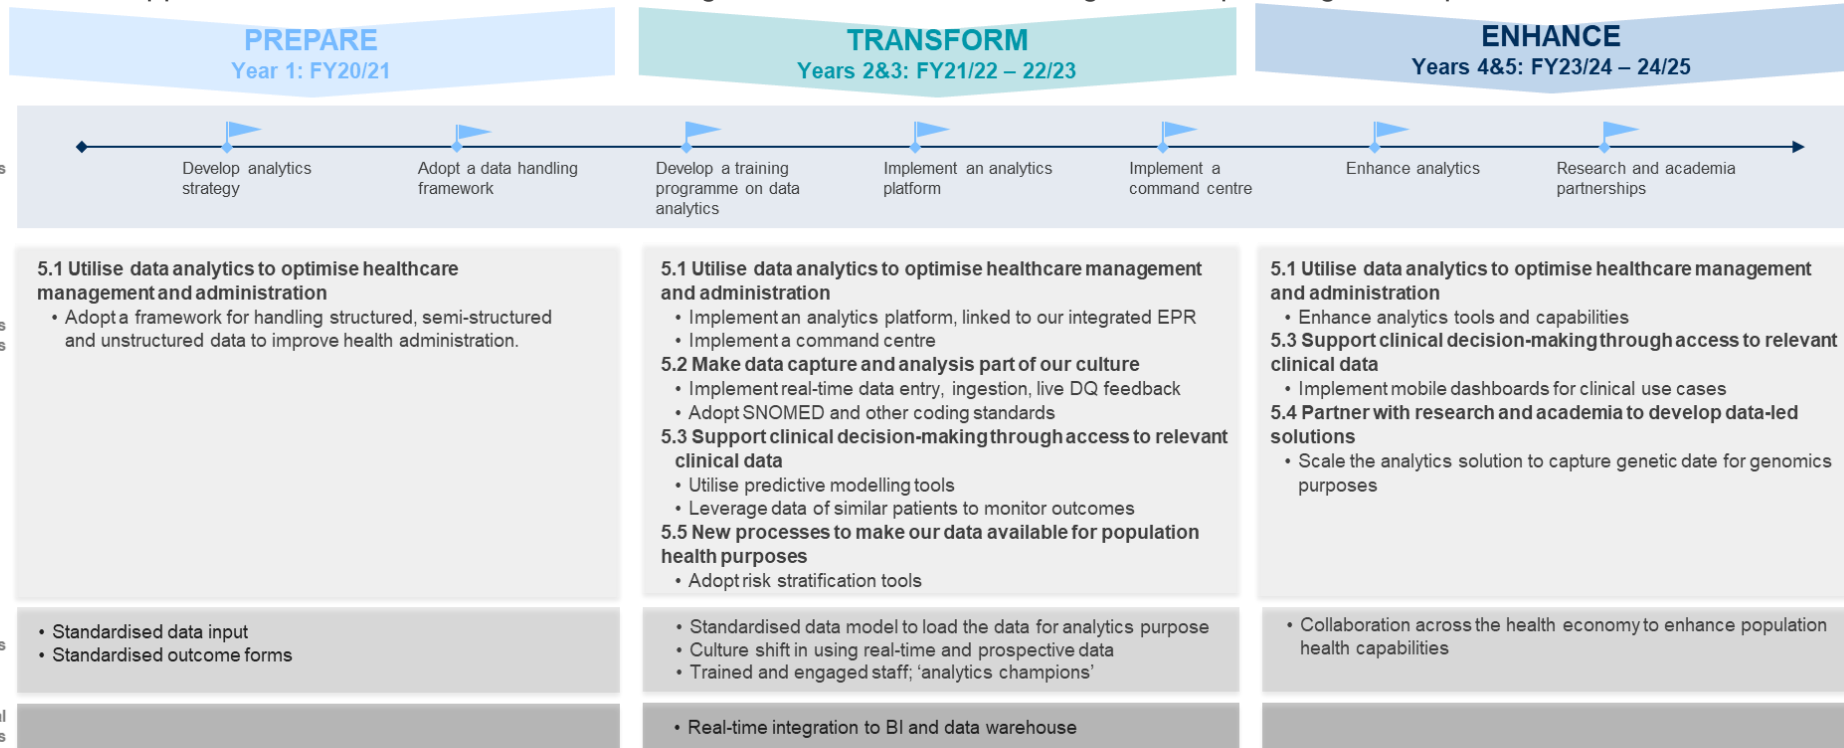 PREPARE
Year 1: FY20/21
TRANSFORM
Years 2&3: FY21/22 – 22/23
ENHANCE
Years 4&5: FY23/24 – 24/25
Develop analytics
strategy
Adopt a data handling
framework
Develop a training
programme on data
analytics
Implement an analytics
platform
Implement a
command centre
Enhance analytics
Research and academia
partnerships
5.1 Utilise data analytics to optimise healthcare
management and administration
• Adopt a framework for handling structured, semi-structured
and unstructured data to improve health administration.
5.1 Utilise data analytics to optimise healthcare management
and administration
• Implement an analytics platform, linked to our integrated EPR
• Implement a command centre
5.2 Make data capture and analysis part of our culture
• Implement real-time data entry, ingestion, live DQ feedback
• Adopt SNOMED and other coding standards
5.3 Support clinical decision-making through access to relevant
clinical data
• Utilise predictive modelling tools
• Leverage data of similar patients to monitor outcomes
5.5 New processes to make our data available for population
health purposes
• Adopt risk stratification tools
5.1 Utilise data analytics to optimise healthcare management
and administration
• Enhance analytics tools and capabilities
5.3 Support clinical decision-making through access to relevant
clinical data
• Implement mobile dashboards for clinical use cases
5.4 Partner with research and academia to develop data-led
solutions
• Scale the analytics solution to capture genetic date for genomics
purposes
• Standardised data input
• Standardised outcome forms
• Standardised data model to load the data for analytics purpose
• Culture shift in using real-time and prospective data
• Trained and engaged staff; ‘analytics champions’
• Collaboration across the health economy to enhance population
health capabilities
• Real-time integration to BI and data warehouse